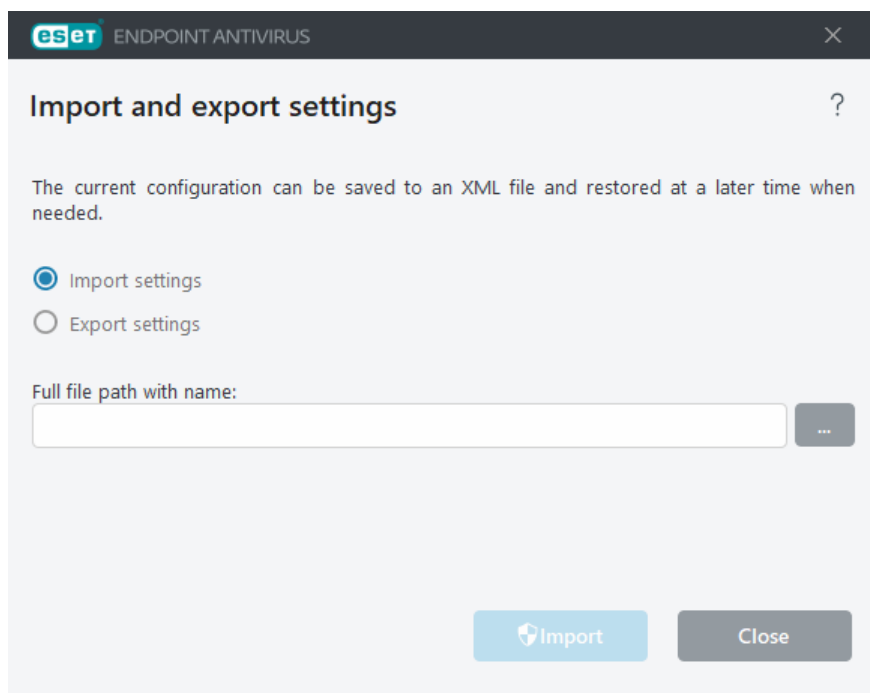 eseT ENDPOINT ANTIVIRUS
Import and export settings ?
The current configuration can be saved to an XML file and restored at a later time when
needed.
Import settings
Export settings
Full file path with name:
...
Import Close